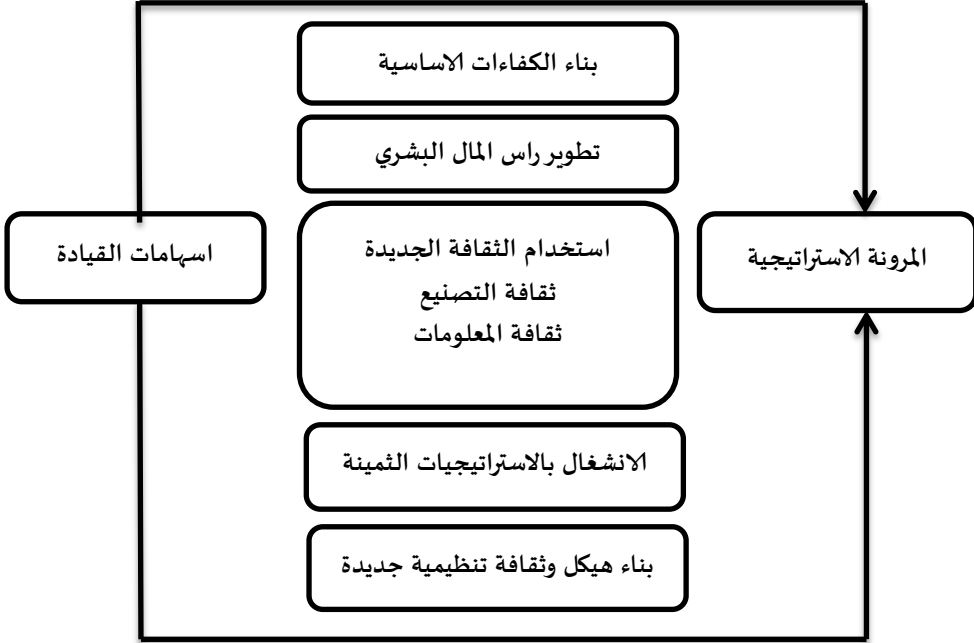 بناء الكفاءات الاساسية
تطوير راس المال البشري
اسهامات القيادة
استخدام الثقافة الجديدة
ثقافة التصنيع
ثقافة المعلومات
المرونة الاستراتيجية
الانشغال بالاستراتيجيات الثمينة
بناء هيكل وثقافة تنظيمية جديدة